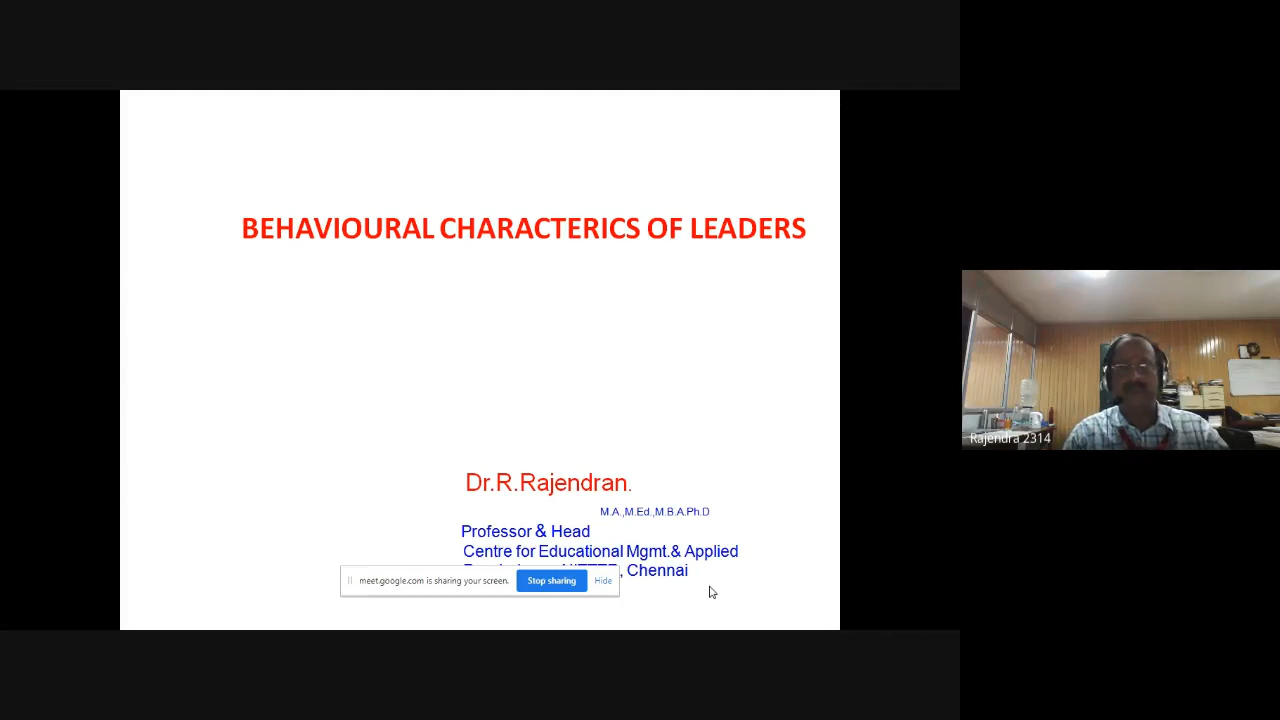 BEHAVIOURAL CHARACTERICS OF LEADERS
Dr.R.Rajendran.
M.A.,M.Ed.,M.B.A.Ph.D
Professor & Head
Centre for Educational Mgmt.& Applied
, Chennai
meet.google.com is sharing your screen.
Stop sharing
Hide
Rajendra 2314